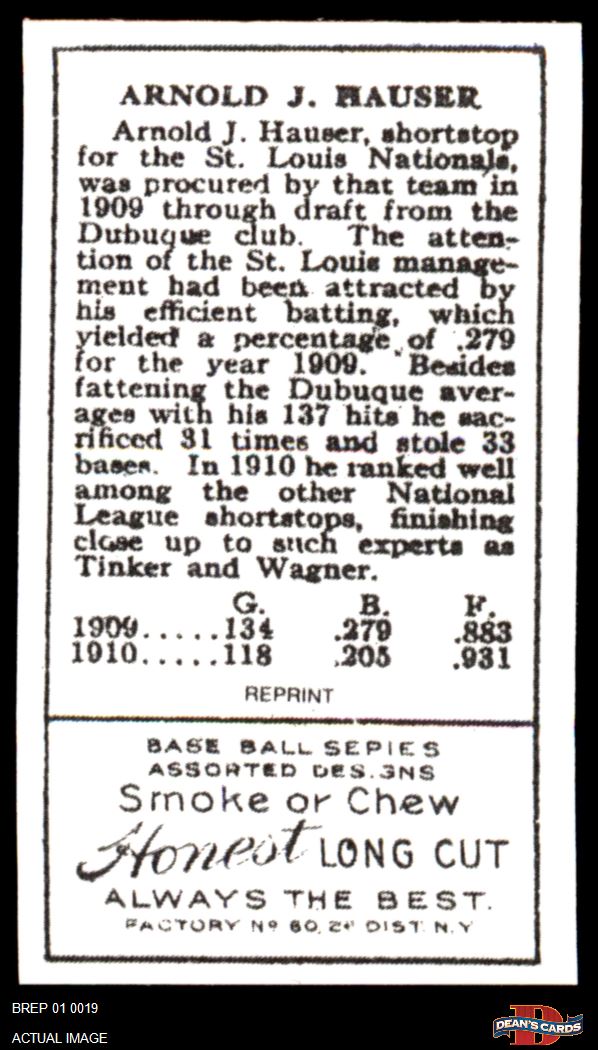 ARNOLD J. HAUSER
Arnold J. Hauser, shortstop
for the St. Louis Nationals,
was procured by that team in
1909 through draft from the
Dubuque club. The atten-
tion of the St. Louis manage-
ment had been attracted by
his efficient batting, which
yielded a percentage of .279
for the year 1909. Besides
fattening the Dubuque aver-
ages with his 137 hits he sac-
rificed 31 times and stole 33
bases. In 1910 he ranked well
among the other National
League shortstops, finishing
close up to such experts as
Tinker and Wagner.
G. B. F.
1909.....134 .279 .883
1910.....118 .205 .931
REPRINT
BASE BALL SERIES
ASSORTED DESIGNS
Smoke or Chew
Honest LONG CUT
ALWAYS THE BEST.
FACTORY Nº 60, 2ᴰ DIST. N.Y
BREP 01 0019
ACTUAL IMAGE
D
DEAN'S CARDS